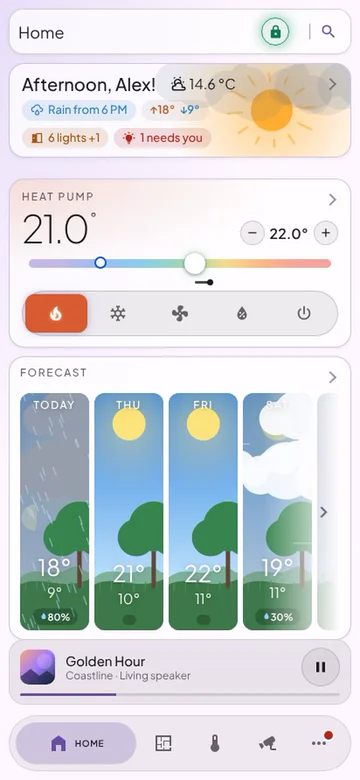 Home
Afternoon, Alex! 14.6 °C
Rain from 6 PM ↑18° ↓9°
6 lights +1 1 needs you
HEAT PUMP
21.0°
− 22.0° +
FORECAST
TODAY THU FRI SAT
18° 21° 22° 19°
9° 10° 11° 11°
80% 30%
Golden Hour
Coastline · Living speaker
HOME